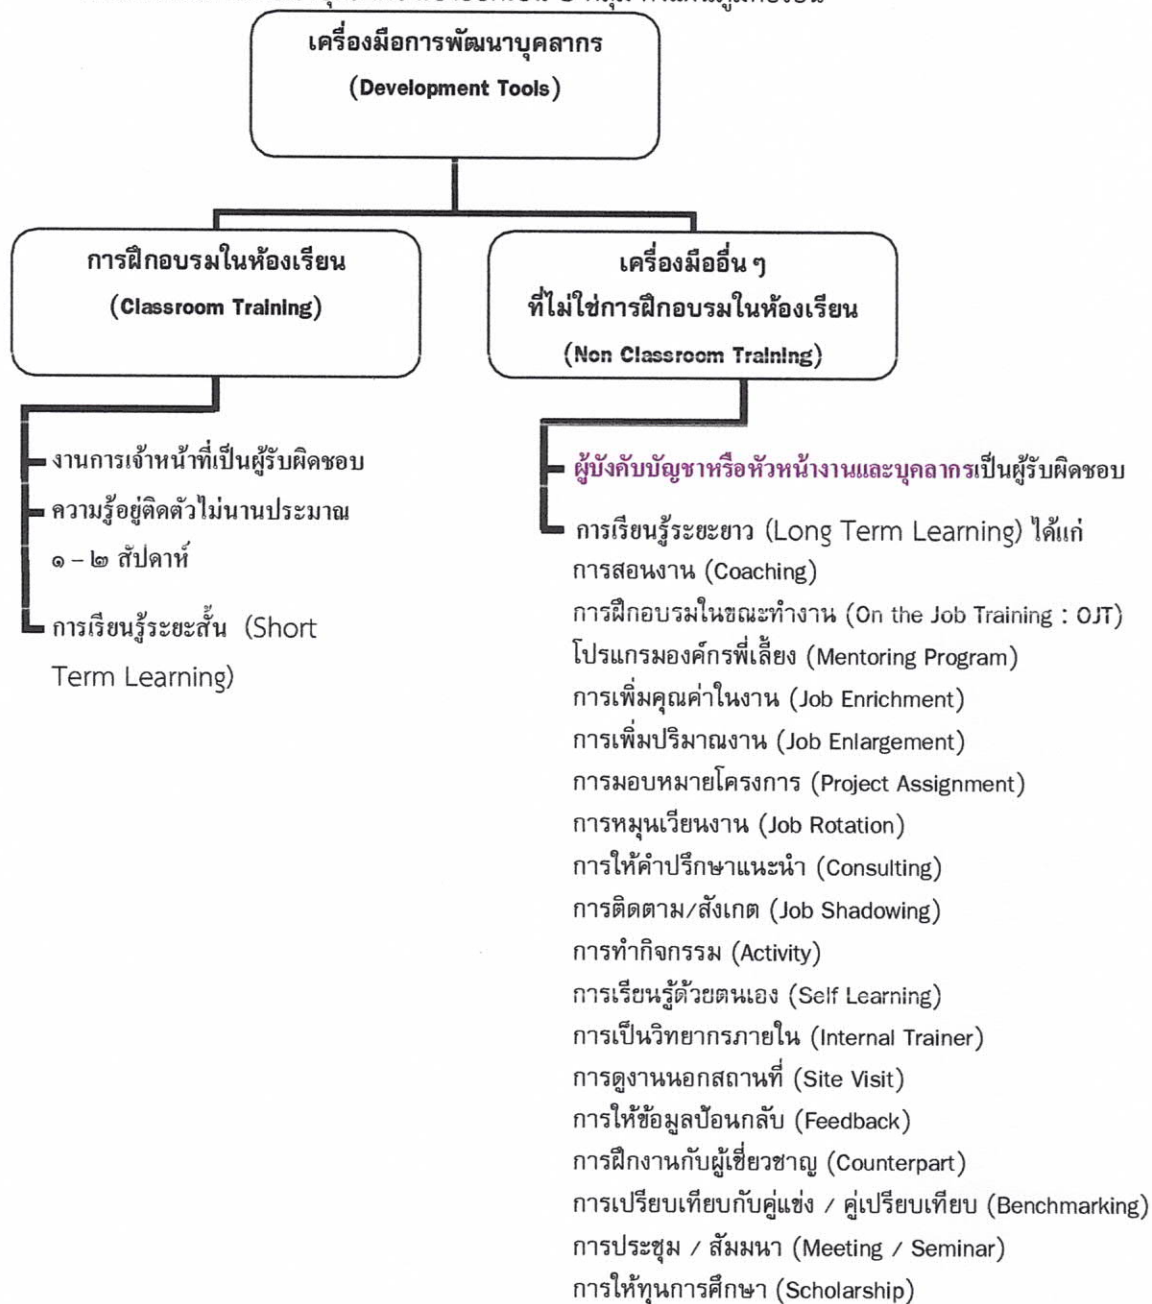 เครื่องมือการพัฒนาบุคลากร
(Development Tools)
การฝึกอบรมในห้องเรียน
(Classroom Training)
เครื่องมืออื่น ๆ
ที่ไม่ใช่การฝึกอบรมในห้องเรียน
(Non Classroom Training)
งานการเจ้าหน้าที่เป็นผู้รับผิดชอบ
ความรู้อยู่ติดตัวไม่นานประมาณ
๑ – ๒ สัปดาห์
การเรียนรู้ระยะสั้น (Short
Term Learning)
ผู้บังคับบัญชาหรือหัวหน้างานและบุคลากรเป็นผู้รับผิดชอบ
การเรียนรู้ระยะยาว (Long Term Learning) ได้แก่
การสอนงาน (Coaching)
การฝึกอบรมในขณะทำงาน (On the Job Training : OJT)
โปรแกรมองค์กรพี่เลี้ยง (Mentoring Program)
การเพิ่มคุณค่าในงาน (Job Enrichment)
การเพิ่มปริมาณงาน (Job Enlargement)
การมอบหมายโครงการ (Project Assignment)
การหมุนเวียนงาน (Job Rotation)
การให้คำปรึกษาแนะนำ (Consulting)
การติดตาม/สังเกต (Job Shadowing)
การทำกิจกรรม (Activity)
การเรียนรู้ด้วยตนเอง (Self Learning)
การเป็นวิทยากรภายใน (Internal Trainer)
การดูงานนอกสถานที่ (Site Visit)
การให้ข้อมูลป้อนกลับ (Feedback)
การฝึกงานกับผู้เชี่ยวชาญ (Counterpart)
การเปรียบเทียบกับคู่แข่ง / คู่เปรียบเทียบ (Benchmarking)
การประชุม / สัมมนา (Meeting / Seminar)
การให้ทุนการศึกษา (Scholarship)